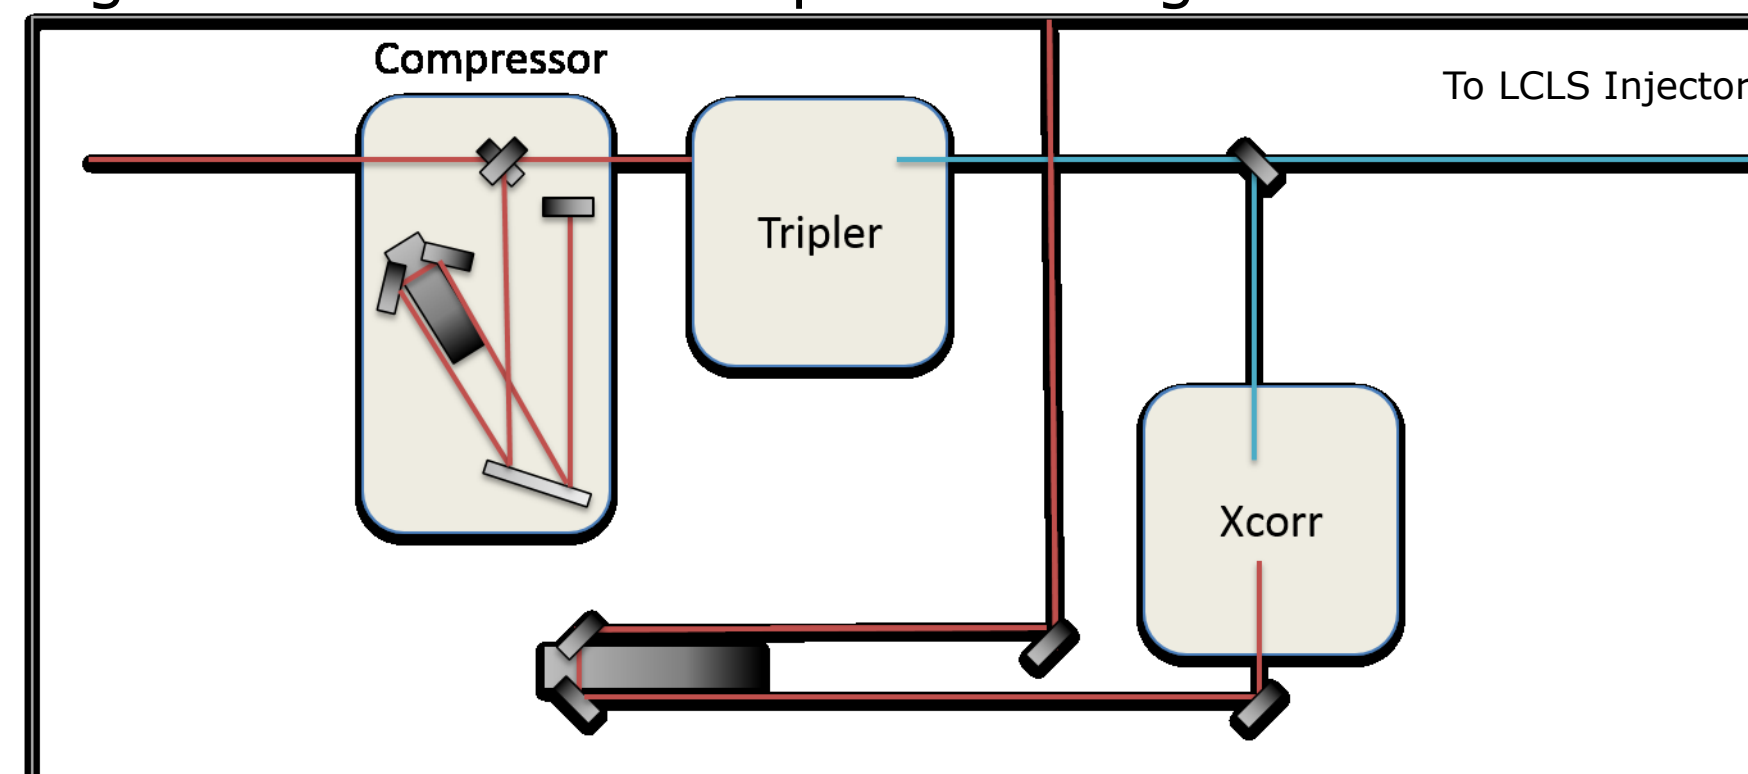 Compressor
To LCLS Injector
Tripler
Xcorr